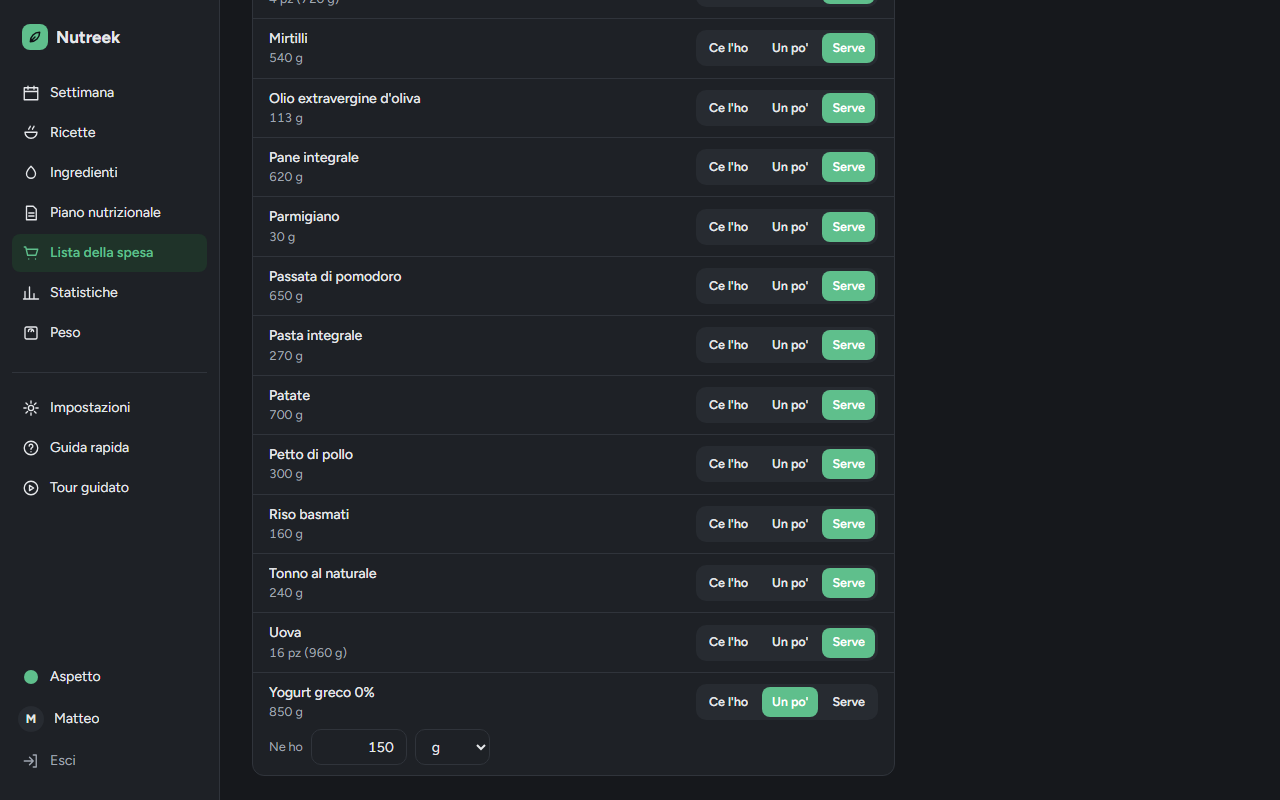 Nutreek
Settimana
Ricette
Ingredienti
Piano nutrizionale
Lista della spesa
Statistiche
Peso
Impostazioni
Guida rapida
Tour guidato
Aspetto
M Matteo
Esci
Mirtilli
540 g
Ce l'ho Un po' Serve
Olio extravergine d'oliva
113 g
Ce l'ho Un po' Serve
Pane integrale
620 g
Ce l'ho Un po' Serve
Parmigiano
30 g
Ce l'ho Un po' Serve
Passata di pomodoro
650 g
Ce l'ho Un po' Serve
Pasta integrale
270 g
Ce l'ho Un po' Serve
Patate
700 g
Ce l'ho Un po' Serve
Petto di pollo
300 g
Ce l'ho Un po' Serve
Riso basmati
160 g
Ce l'ho Un po' Serve
Tonno al naturale
240 g
Ce l'ho Un po' Serve
Uova
16 pz (960 g)
Ce l'ho Un po' Serve
Yogurt greco 0%
850 g
Ce l'ho Un po' Serve
Ne ho 150 g